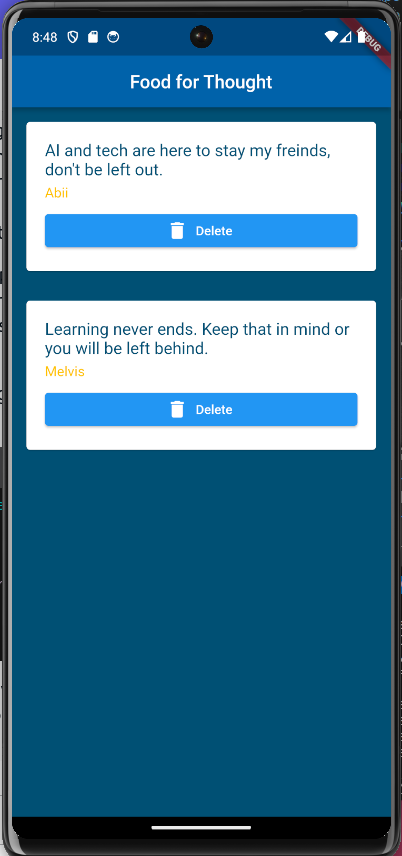 8:48
DEBUG
Food for Thought
AI and tech are here to stay my freinds,
don't be left out.
Abii
Delete
Learning never ends. Keep that in mind or
you will be left behind.
Melvis
Delete